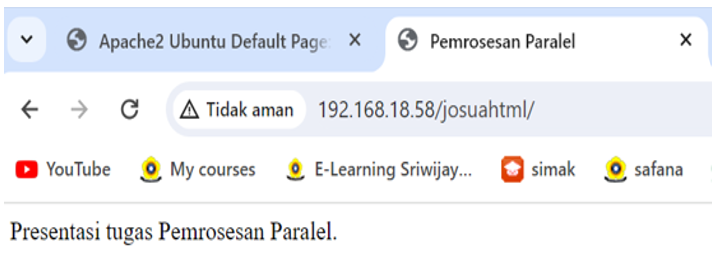 Apache2 Ubuntu Default Page: Pemrosesan Paralel
Tidak aman 192.168.18.58/josuahtml/
YouTube My courses E-Learning Sriwijay... simak safana
Presentasi tugas Pemrosesan Paralel.